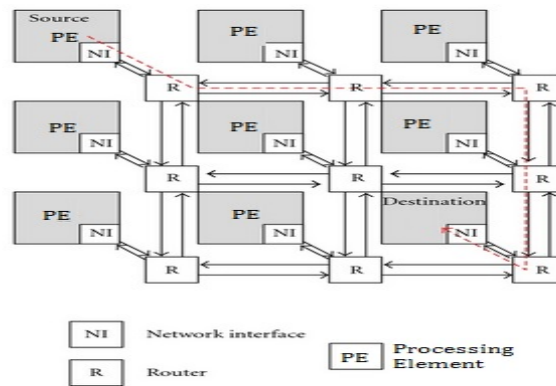 Source
PE PE PE
NI NI NI
R R R
PE PE PE
NI NI NI
R R R
PE PE Destination
NI NI NI
R R R
NI Network interface
R Router
PE Processing
Element